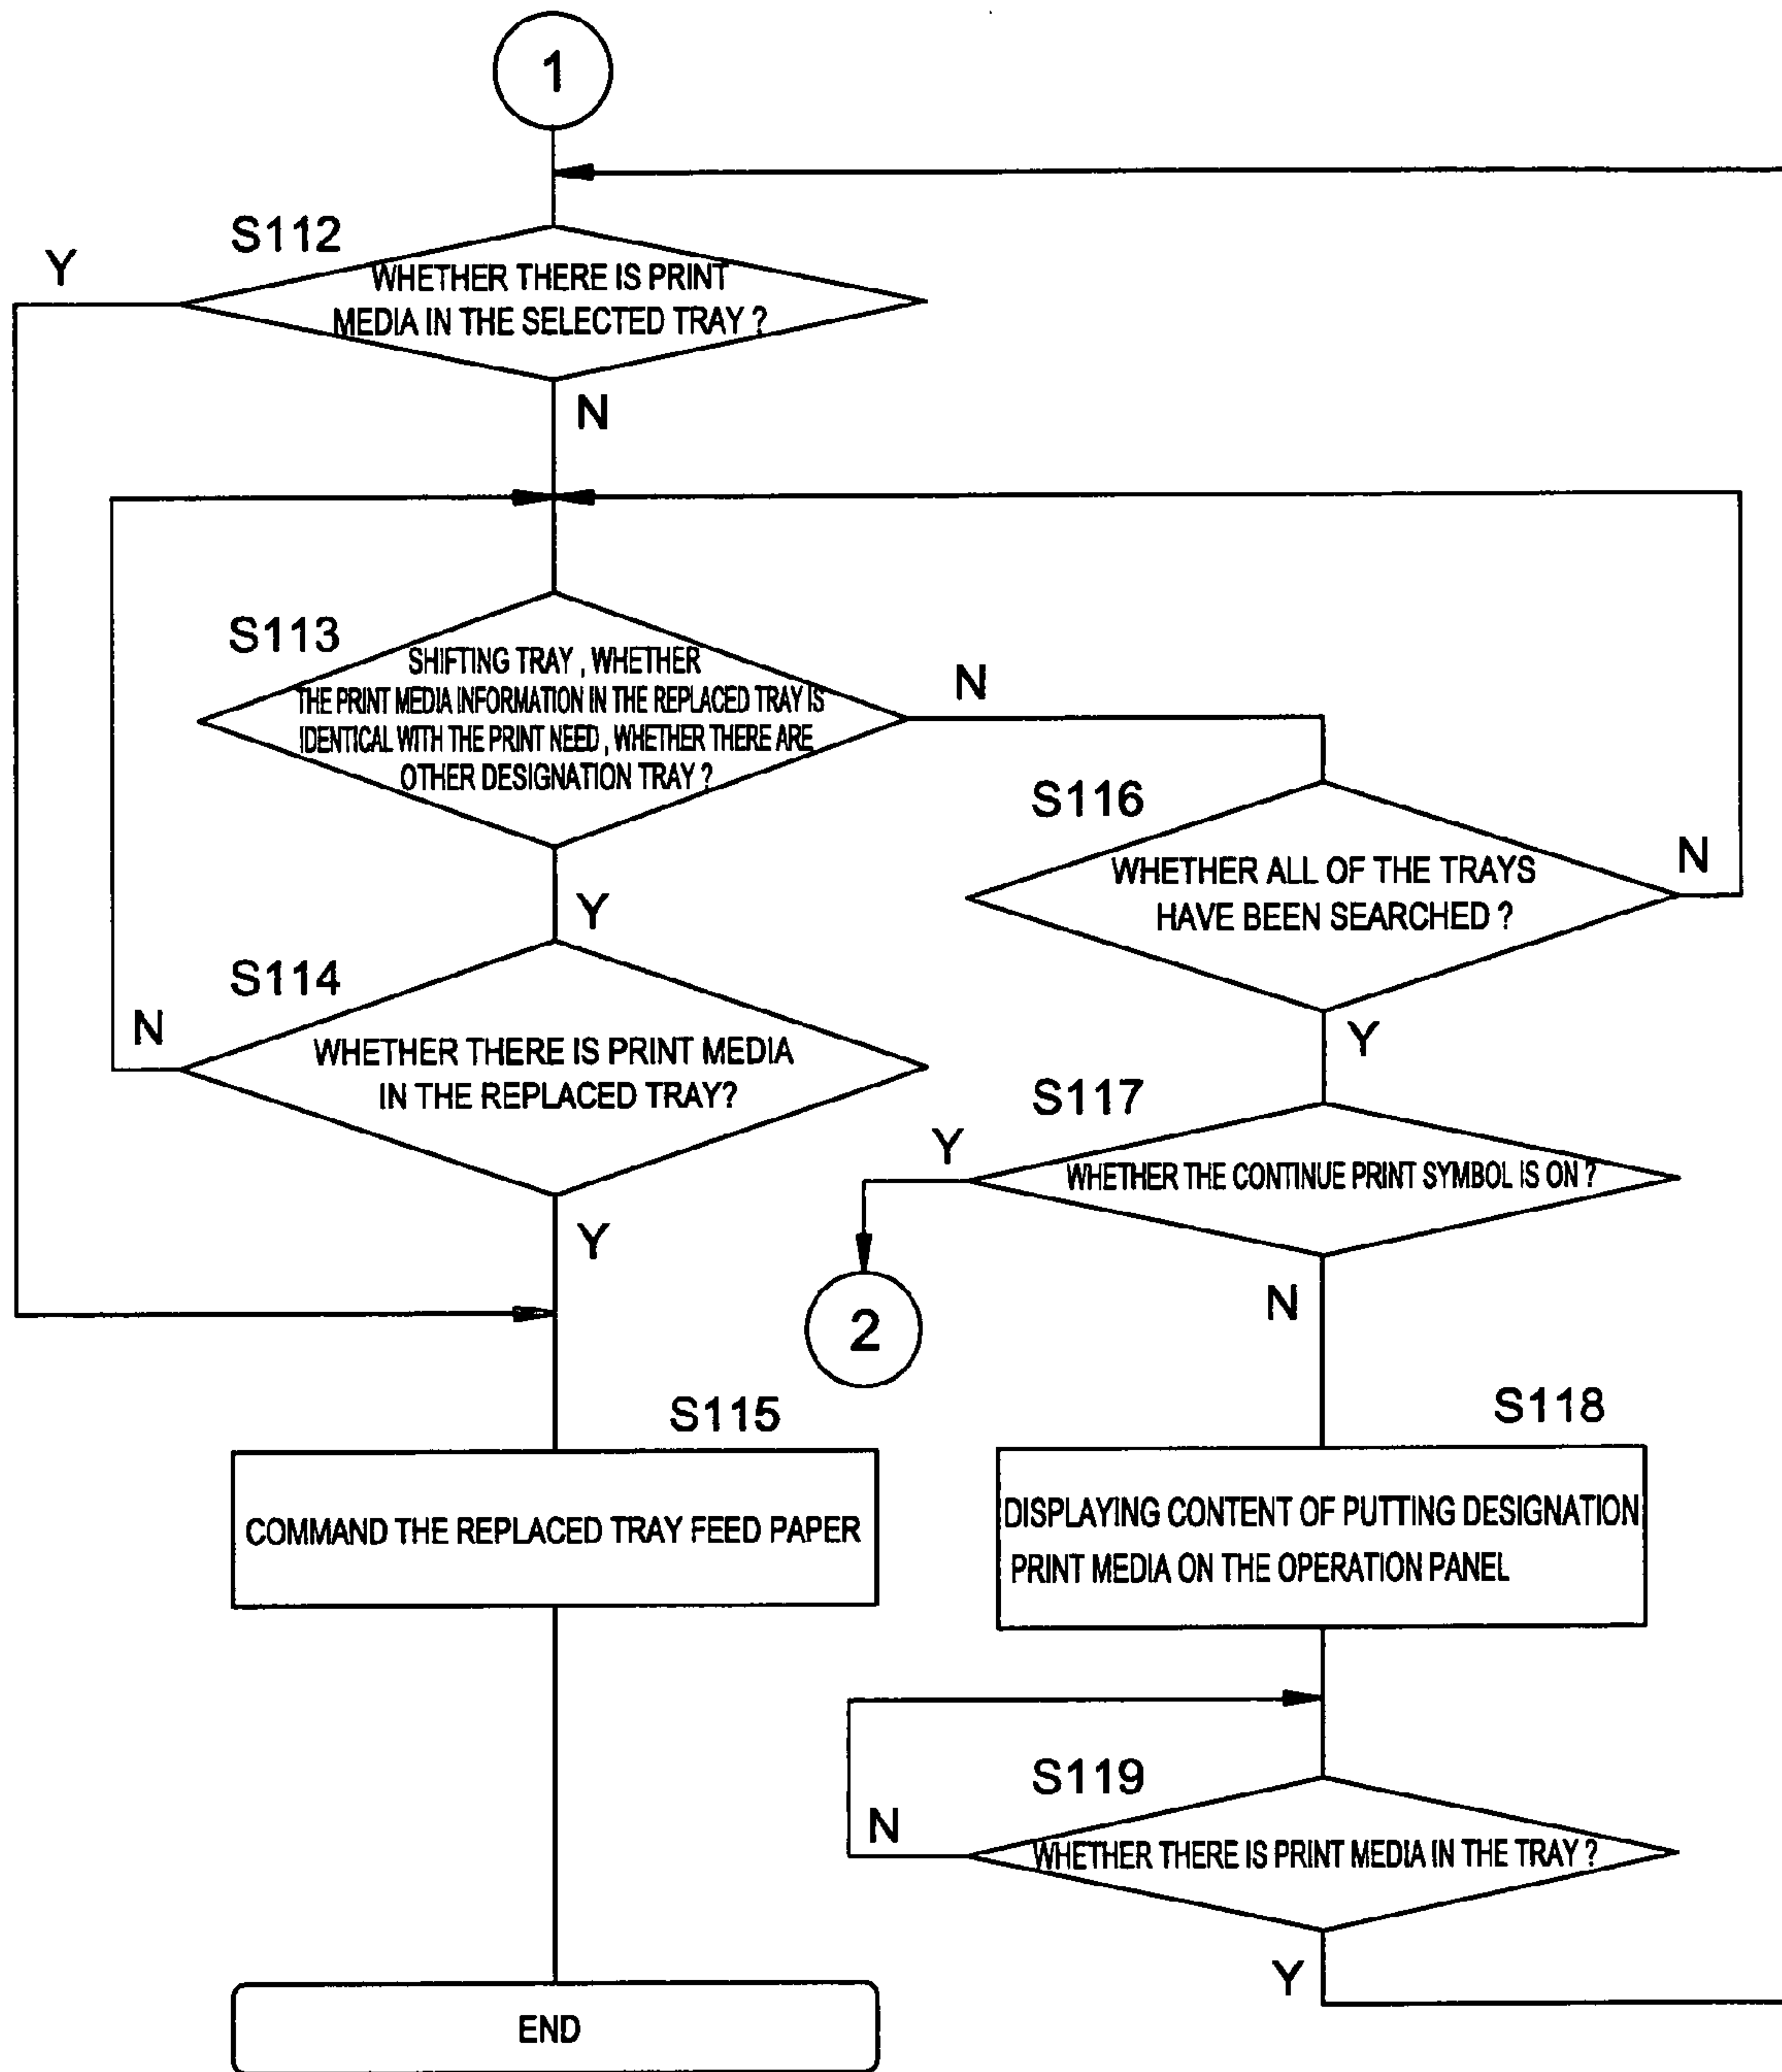 1
S112
Y
WHETHER THERE IS PRINT
MEDIA IN THE SELECTED TRAY ?
N
S113
SHIFTING TRAY , WHETHER
THE PRINT MEDIA INFORMATION IN THE REPLACED TRAY IS
IDENTICAL WITH THE PRINT NEED , WHETHER THERE ARE
OTHER DESIGNATION TRAY ?
N
Y
S116
WHETHER ALL OF THE TRAYS
HAVE BEEN SEARCHED ?
N
Y
S114
N
WHETHER THERE IS PRINT MEDIA
IN THE REPLACED TRAY?
Y
S117
Y
WHETHER THE CONTINUE PRINT SYMBOL IS ON ?
N
2
S115
COMMAND THE REPLACED TRAY FEED PAPER
S118
DISPLAYING CONTENT OF PUTTING DESIGNATION
PRINT MEDIA ON THE OPERATION PANEL
S119
N
WHETHER THERE IS PRINT MEDIA IN THE TRAY ?
Y
END